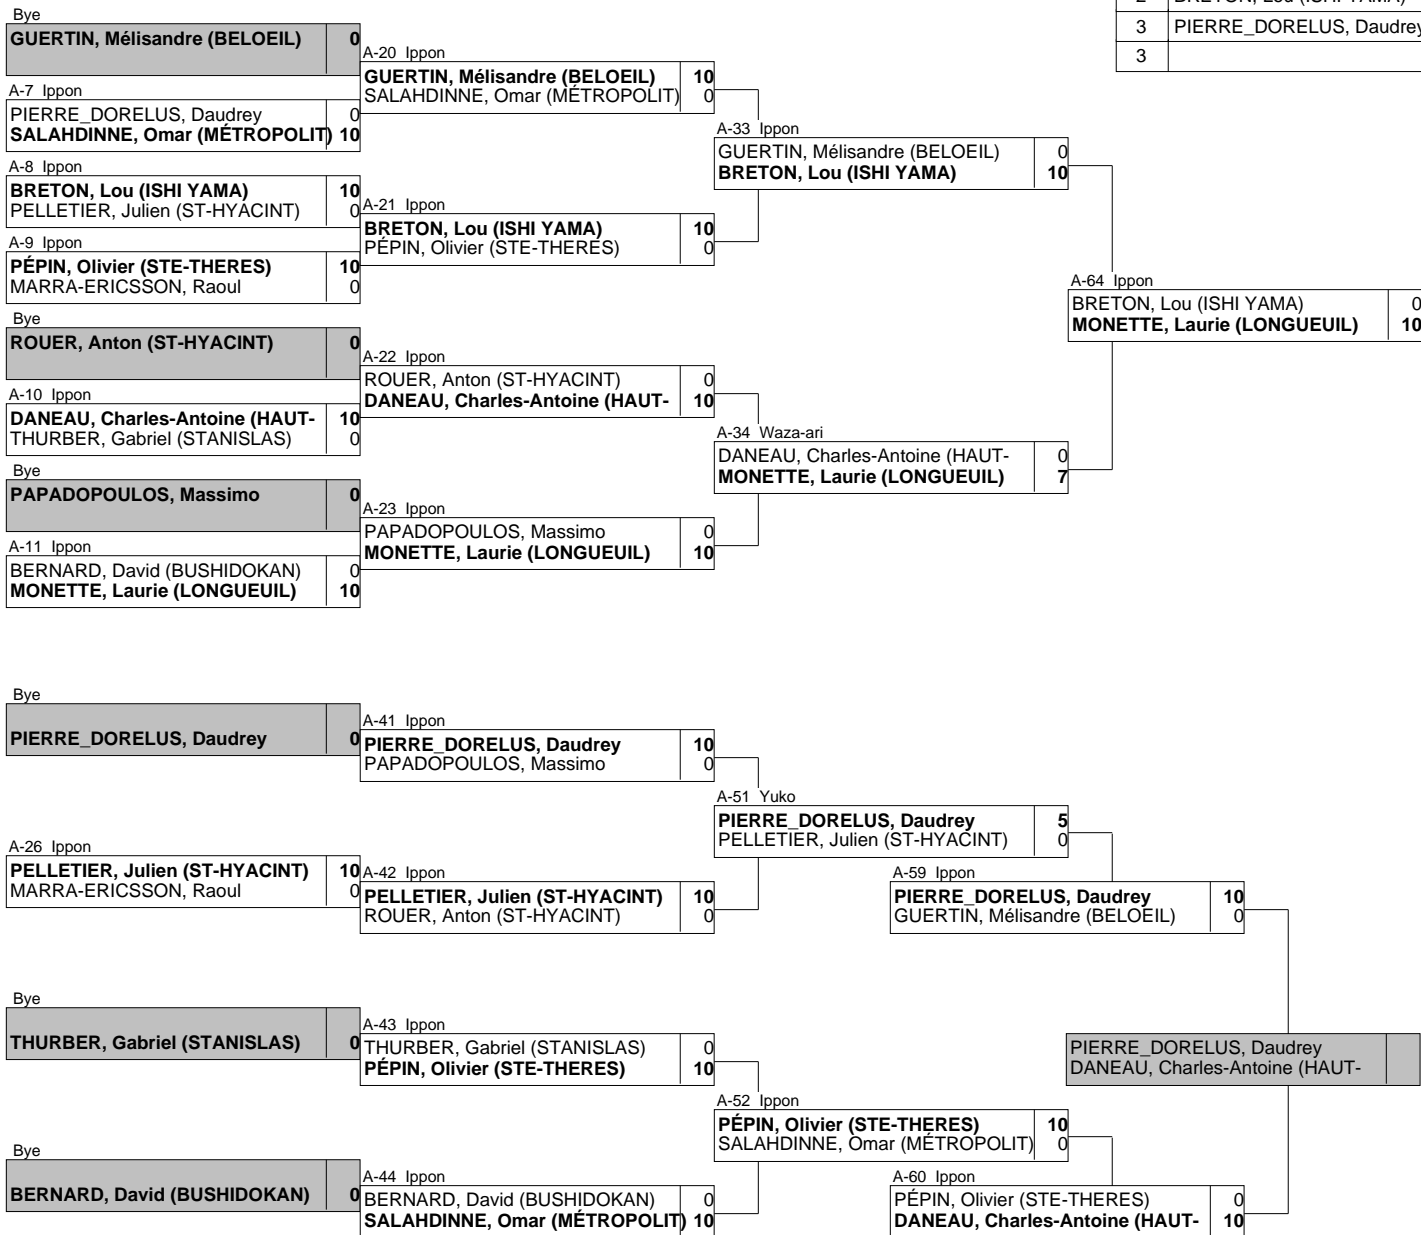 2 BRETON, Lou (ISHI YAMA)
3 PIERRE_DORELUS, Daudrey
3
Bye
GUERTIN, Mélisandre (BELOEIL) 0
A-20 Ippon
GUERTIN, Mélisandre (BELOEIL) 10
SALAHDINNE, Omar (MÉTROPOLIT) 0
A-7 Ippon
PIERRE_DORELUS, Daudrey 0
SALAHDINNE, Omar (MÉTROPOLIT) 10
A-33 Ippon
GUERTIN, Mélisandre (BELOEIL) 0
BRETON, Lou (ISHI YAMA) 10
A-8 Ippon
BRETON, Lou (ISHI YAMA) 10
PELLETIER, Julien (ST-HYACINT) 0
A-21 Ippon
BRETON, Lou (ISHI YAMA) 10
PÉPIN, Olivier (STE-THERES) 0
A-9 Ippon
PÉPIN, Olivier (STE-THERES) 10
MARRA-ERICSSON, Raoul 0
A-64 Ippon
BRETON, Lou (ISHI YAMA) 0
MONETTE, Laurie (LONGUEUIL) 10
Bye
ROUER, Anton (ST-HYACINT) 0
A-22 Ippon
ROUER, Anton (ST-HYACINT) 0
DANEAU, Charles-Antoine (HAUT- 10
A-10 Ippon
DANEAU, Charles-Antoine (HAUT- 10
THURBER, Gabriel (STANISLAS) 0
A-34 Waza-ari
DANEAU, Charles-Antoine (HAUT- 0
MONETTE, Laurie (LONGUEUIL) 7
Bye
PAPADOPOULOS, Massimo 0
A-23 Ippon
PAPADOPOULOS, Massimo 0
MONETTE, Laurie (LONGUEUIL) 10
A-11 Ippon
BERNARD, David (BUSHIDOKAN) 0
MONETTE, Laurie (LONGUEUIL) 10
Bye
PIERRE_DORELUS, Daudrey 0
A-41 Ippon
PIERRE_DORELUS, Daudrey 10
PAPADOPOULOS, Massimo 0
A-51 Yuko
PIERRE_DORELUS, Daudrey 5
PELLETIER, Julien (ST-HYACINT) 0
A-26 Ippon
PELLETIER, Julien (ST-HYACINT) 10
MARRA-ERICSSON, Raoul 0
A-42 Ippon
PELLETIER, Julien (ST-HYACINT) 10
ROUER, Anton (ST-HYACINT) 0
A-59 Ippon
PIERRE_DORELUS, Daudrey 10
GUERTIN, Mélisandre (BELOEIL) 0
Bye
THURBER, Gabriel (STANISLAS) 0
A-43 Ippon
THURBER, Gabriel (STANISLAS) 0
PÉPIN, Olivier (STE-THERES) 10
PIERRE_DORELUS, Daudrey
DANEAU, Charles-Antoine (HAUT-
A-52 Ippon
PÉPIN, Olivier (STE-THERES) 10
SALAHDINNE, Omar (MÉTROPOLIT) 0
Bye
BERNARD, David (BUSHIDOKAN) 0
A-44 Ippon
BERNARD, David (BUSHIDOKAN) 0
SALAHDINNE, Omar (MÉTROPOLIT) 10
A-60 Ippon
PÉPIN, Olivier (STE-THERES) 0
DANEAU, Charles-Antoine (HAUT- 10